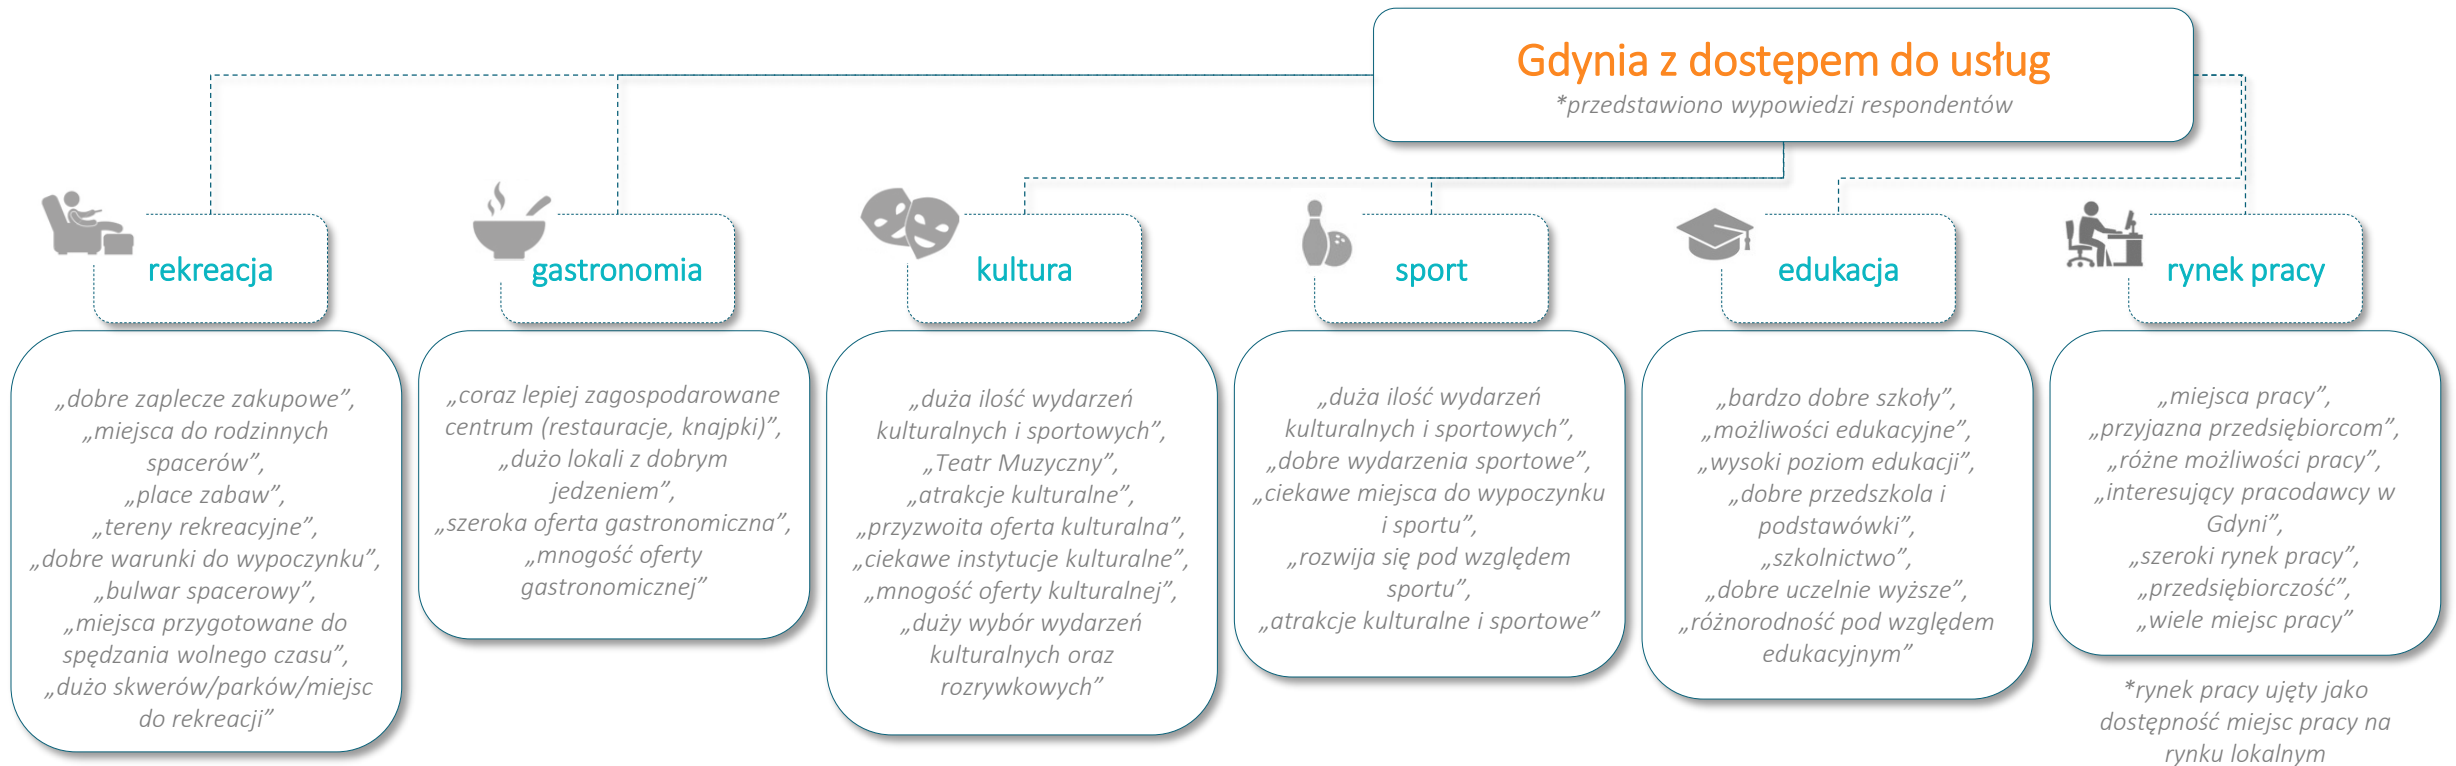 Gdynia z dostępem do usług
*przedstawiono wypowiedzi respondentów
rekreacja
„dobre zaplecze zakupowe”,
„miejsca do rodzinnych
spacerów”,
„place zabaw”,
„tereny rekreacyjne”,
„dobre warunki do wypoczynku”,
„bulwar spacerowy”,
„miejsca przygotowane do
spędzania wolnego czasu”,
„dużo skwerów/parków/miejsc
do rekreacji”
gastronomia
„coraz lepiej zagospodarowane
centrum (restauracje, knajpki)”,
„dużo lokali z dobrym
jedzeniem”,
„szeroka oferta gastronomiczna”,
„mnogość oferty
gastronomicznej”
kultura
„duża ilość wydarzeń
kulturalnych i sportowych”,
„Teatr Muzyczny”,
„atrakcje kulturalne”,
„przyzwoita oferta kulturalna”,
„ciekawe instytucje kulturalne”,
„mnogość oferty kulturalnej”,
„duży wybór wydarzeń
kulturalnych oraz
rozrywkowych”
sport
„duża ilość wydarzeń
kulturalnych i sportowych”,
„dobre wydarzenia sportowe”,
„ciekawe miejsca do wypoczynku
i sportu”,
„rozwija się pod względem
sportu”,
„atrakcje kulturalne i sportowe”
edukacja
„bardzo dobre szkoły”,
„możliwości edukacyjne”,
„wysoki poziom edukacji”,
„dobre przedszkola i
podstawówki”,
„szkolnictwo”,
„dobre uczelnie wyższe”,
„różnorodność pod względem
edukacyjnym”
rynek pracy
„miejsca pracy”,
„przyjazna przedsiębiorcom”,
„różne możliwości pracy”,
„interesujący pracodawcy w
Gdyni”,
„szeroki rynek pracy”,
„przedsiębiorczość”,
„wiele miejsc pracy”
*rynek pracy ujęty jako
dostępność miejsc pracy na
rynku lokalnym